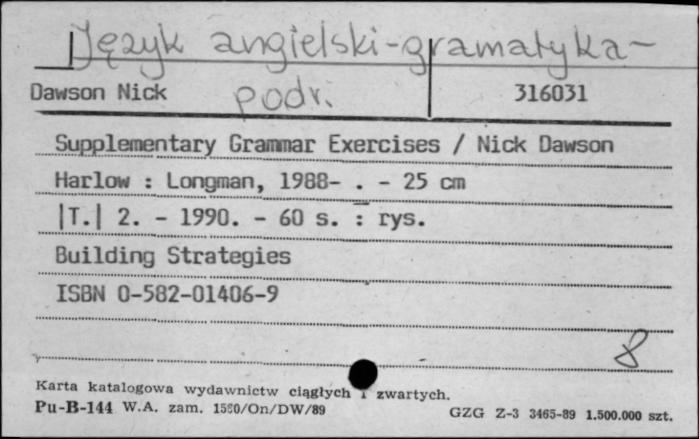 Język angielski-gramatyka-
podr.
Dawson Nick 316031
Supplementary Grammar Exercises / Nick Dawson
Harlow : Longman, 1988- . - 25 cm
|T.| 2. - 1990. - 60 s. : rys.
Building Strategies
ISBN 0-582-01406-9
8
Karta katalogowa wydawnictw ciągłych i zwartych.
Pu-B-144 W.A. zam. 1580/On/DW/89 GZG Z-3 3465-89 1.500.000 szt.